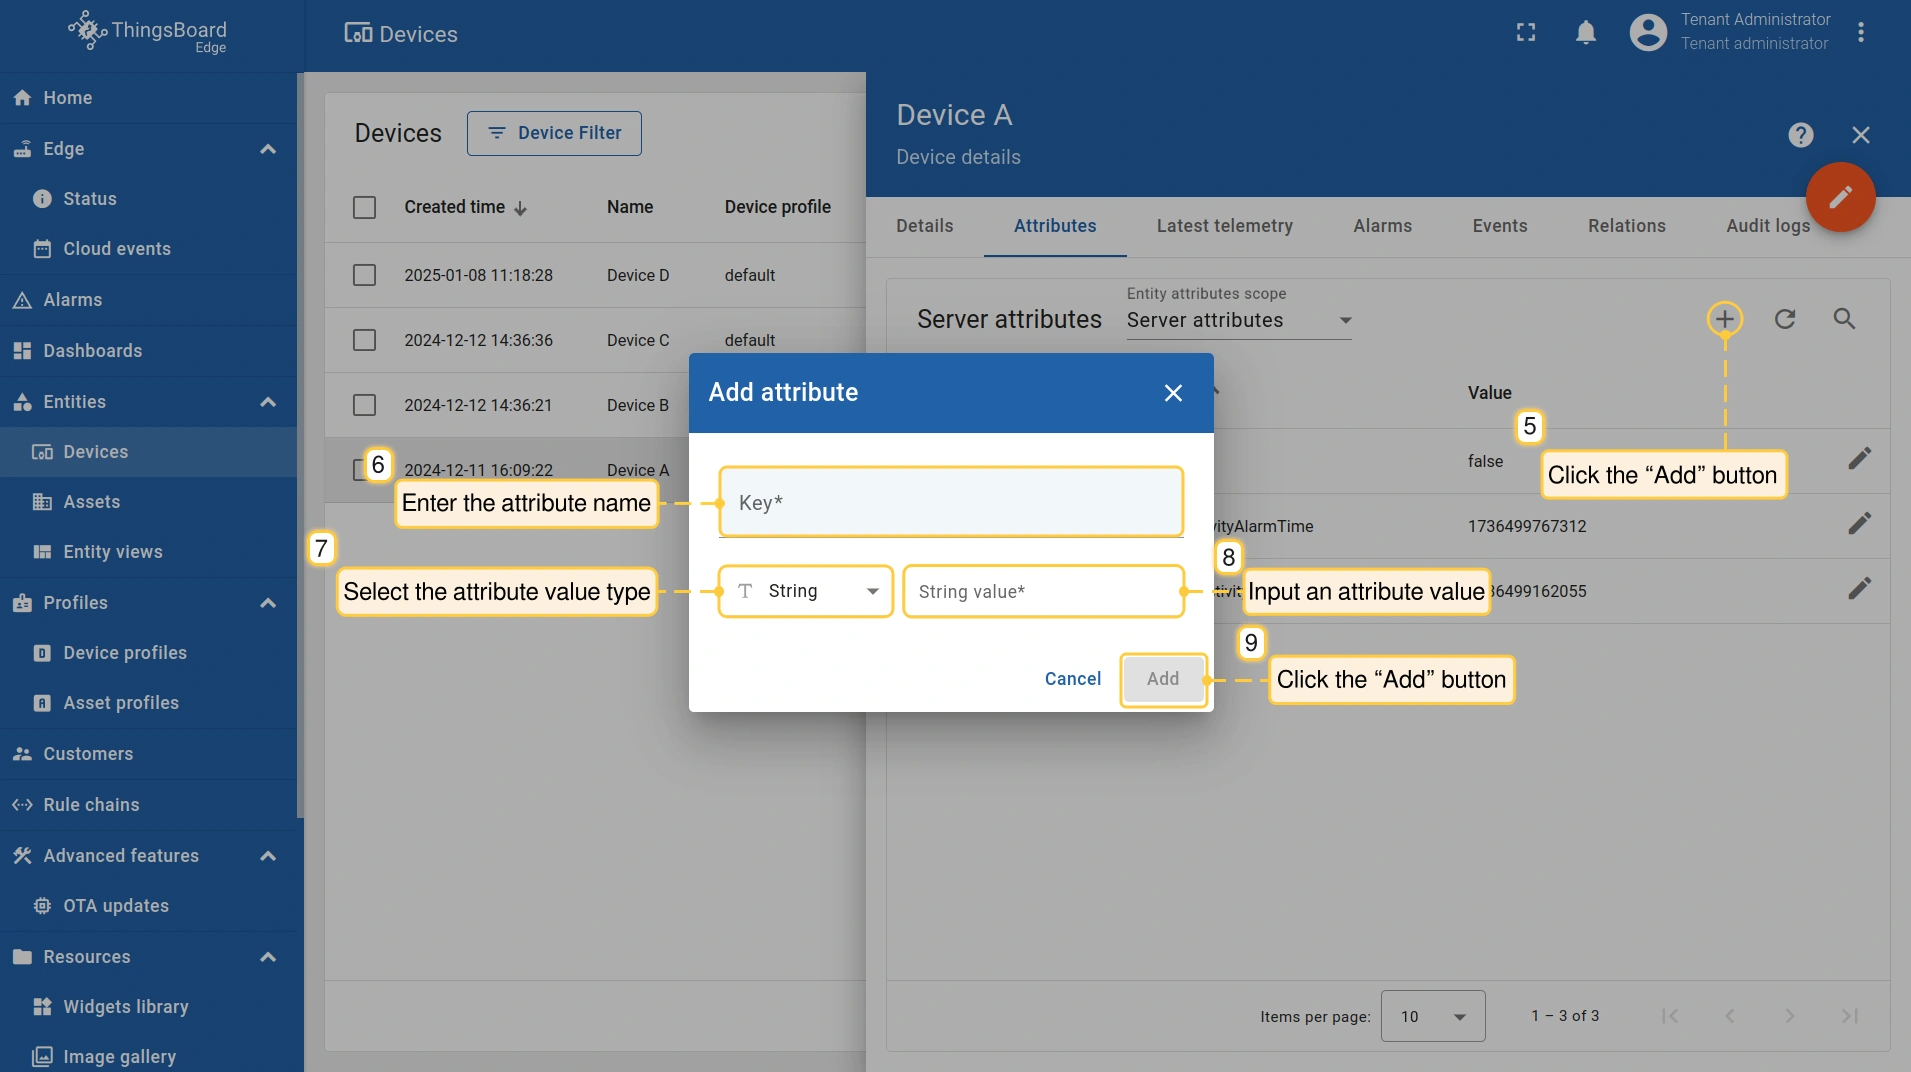 ThingsBoard
Edge
Devices
Tenant Administrator
Tenant administrator
Home
Edge
Status
Cloud events
Alarms
Dashboards
Entities
Devices
Assets
Entity views
Profiles
Device profiles
Asset profiles
Customers
Rule chains
Advanced features
OTA updates
Resources
Widgets library
Image gallery
Devices
Device Filter
Created time Name Device profile
2025-01-08 11:18:28 Device D default
2024-12-12 14:36:36 Device C default
2024-12-12 14:36:21 Device B
2024-12-11 16:09:22 Device A
Device A
Device details
Details Attributes Latest telemetry Alarms Events Relations Audit logs
Server attributes
Entity attributes scope
Server attributes
Value
false
vityAlarmTime 1736499767312
36499162055
5
Click the “Add” button
Add attribute
6
Enter the attribute name
Key*
7
Select the attribute value type
String
String value*
8
Input an attribute value
Cancel
Add
9
Click the “Add” button
Items per page: 10 1 – 3 of 3